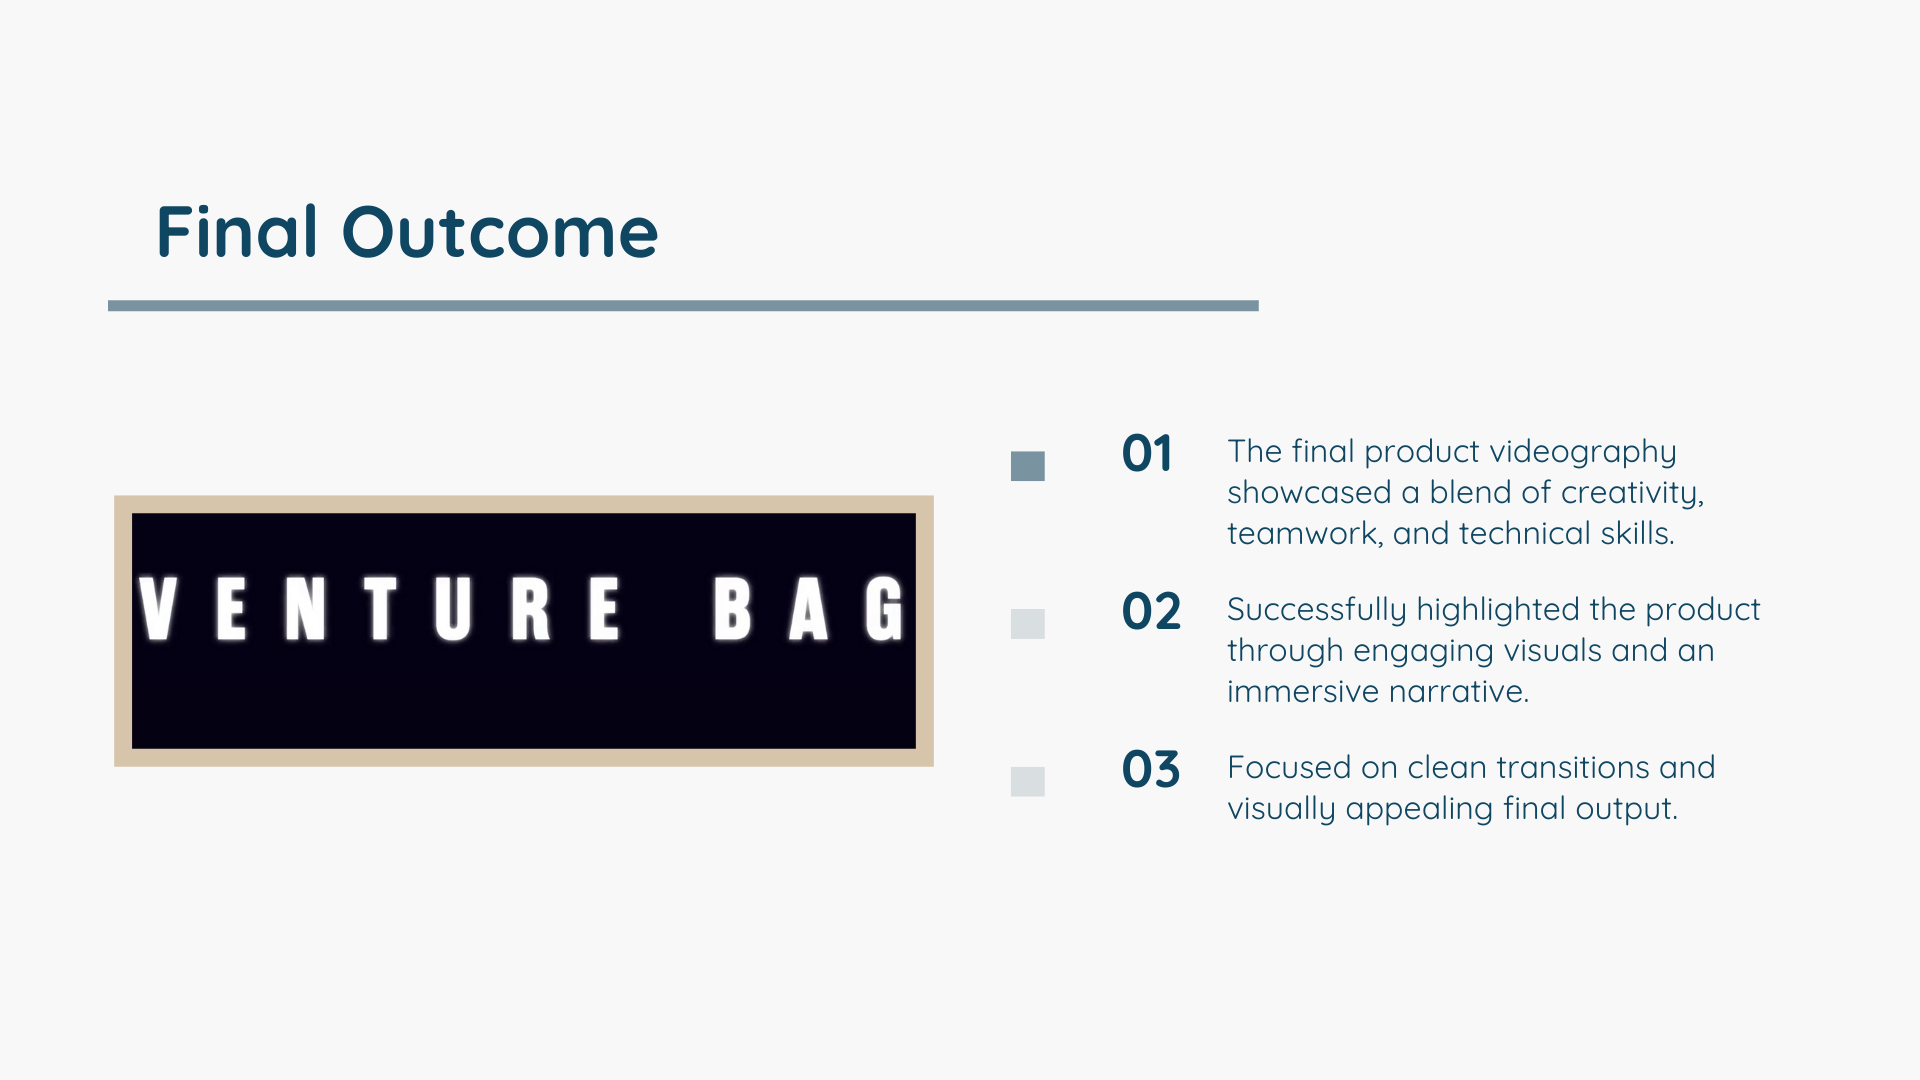 Final Outcome
VENTURE BAG
01
The final product videography
showcased a blend of creativity,
teamwork, and technical skills.
02
Successfully highlighted the product
through engaging visuals and an
immersive narrative.
03
Focused on clean transitions and
visually appealing final output.